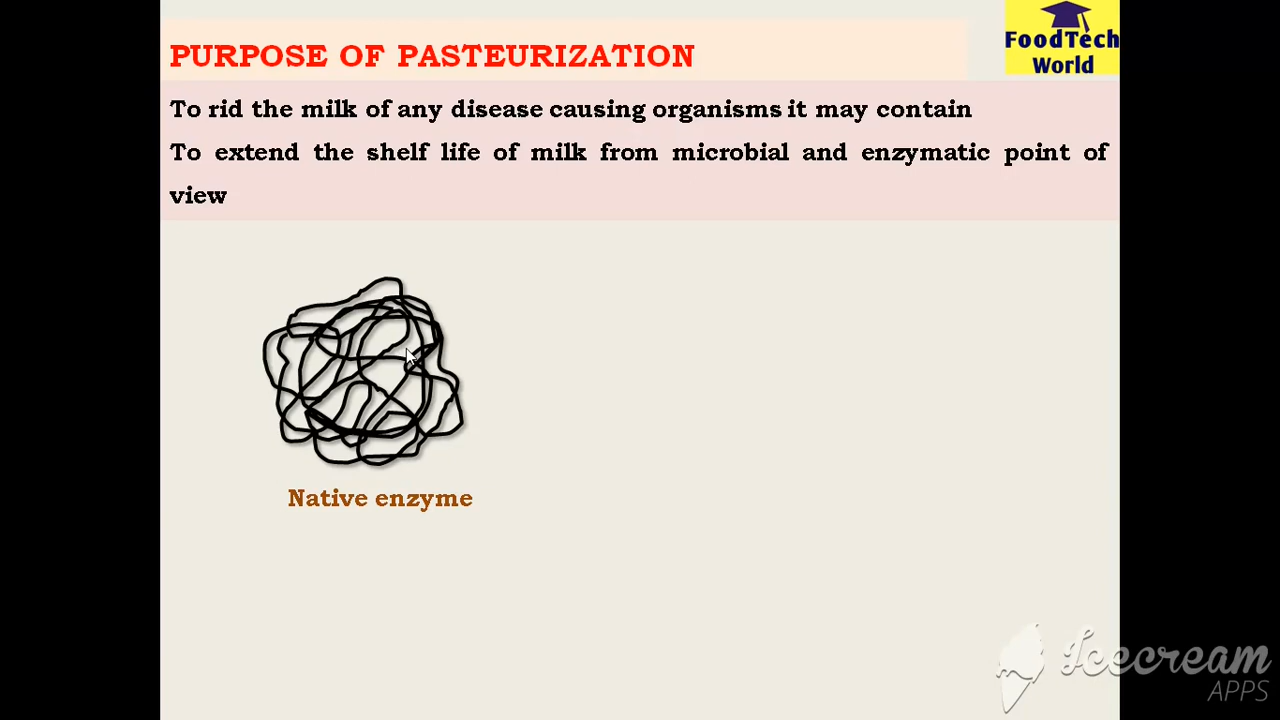 PURPOSE OF PASTEURIZATION
FoodTech
World
To rid the milk of any disease causing organisms it may contain
To extend the shelf life of milk from microbial and enzymatic point of
view
Native enzyme
Icecream
APPS